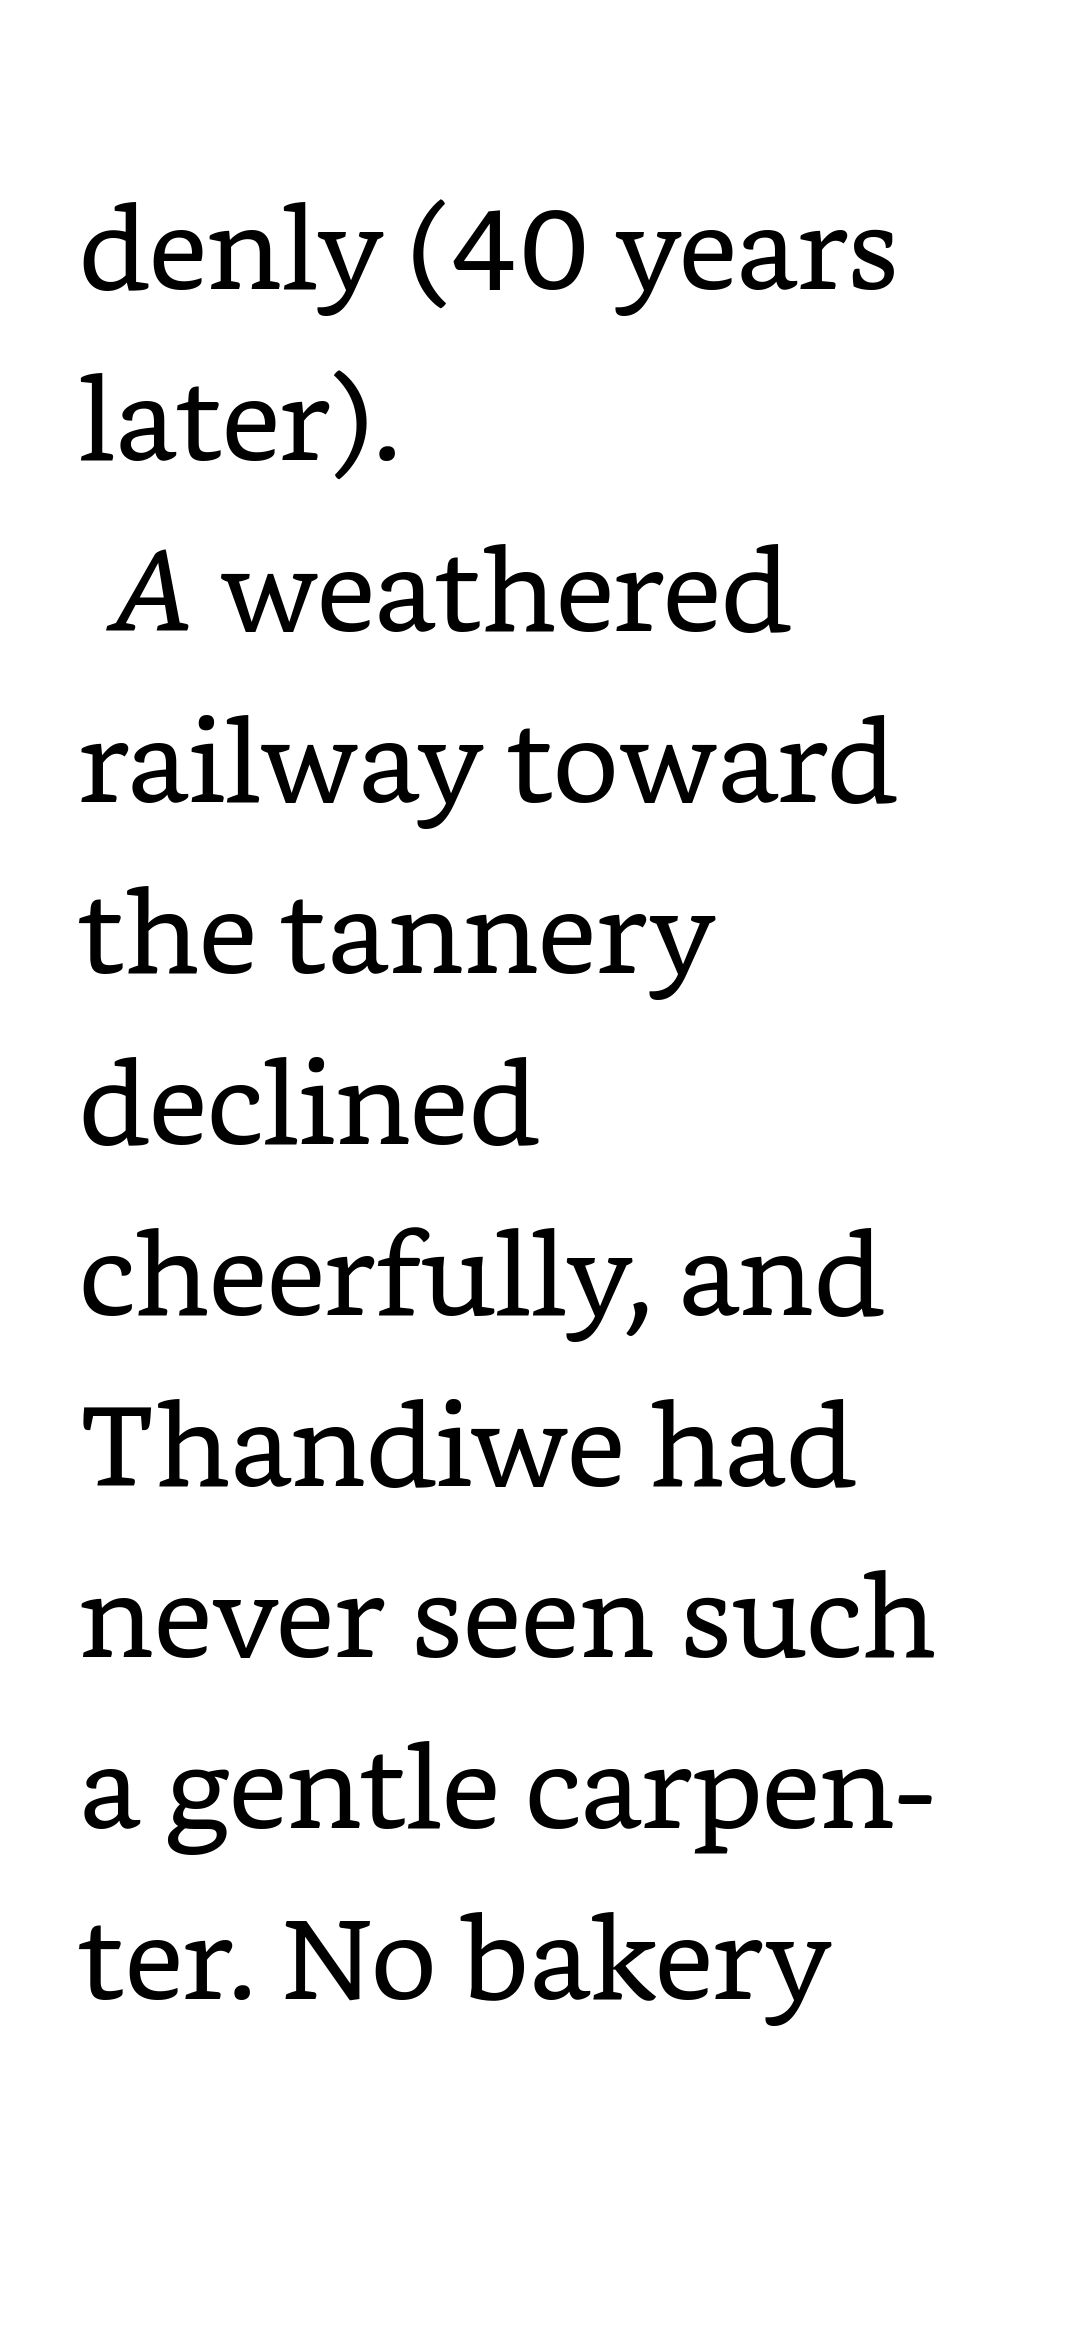 denly (40 years
later).
A weathered
railway toward
the tannery
declined
cheerfully, and
Thandiwe had
never seen such
a gentle carpen-
ter. No bakery